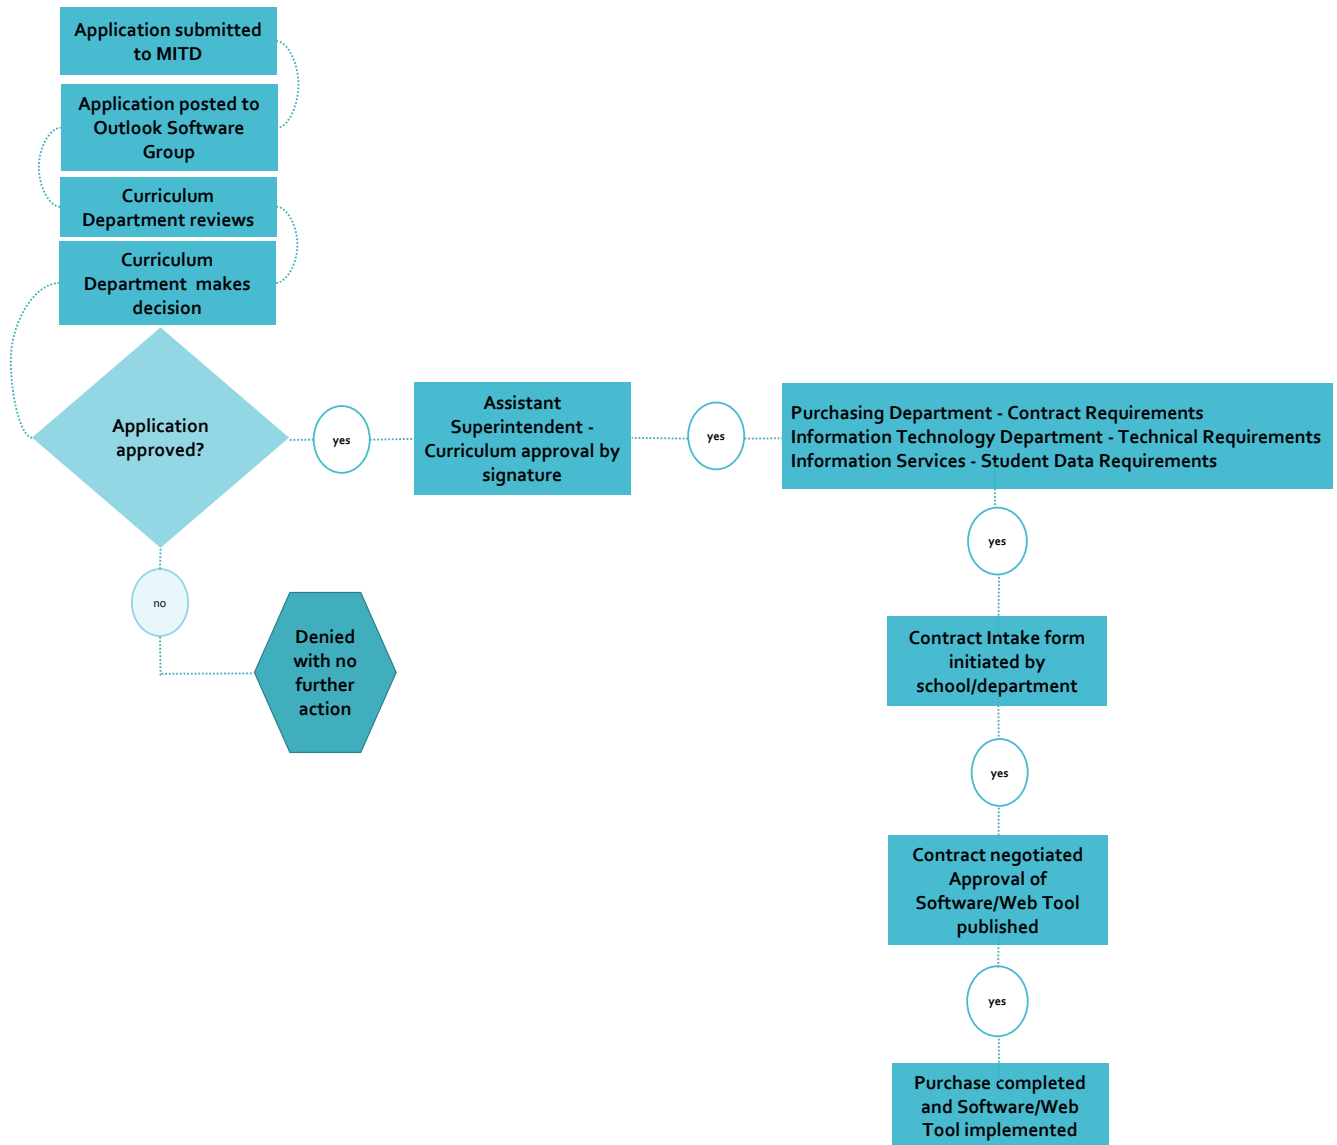 Application submitted
to MITD
Application posted to
Outlook Software
Group
Curriculum
Department reviews
Curriculum
Department  makes
decision
Application
approved?
yes
Assistant
Superintendent -
Curriculum approval by
signature
yes
Purchasing Department - Contract Requirements
Information Technology Department - Technical Requirements
Information Services - Student Data Requirements
no
Denied
with no
further
action
yes
Contract Intake form
initiated by
school/department
yes
Contract negotiated
Approval of
Software/Web Tool
published
yes
Purchase completed
and Software/Web
Tool implemented